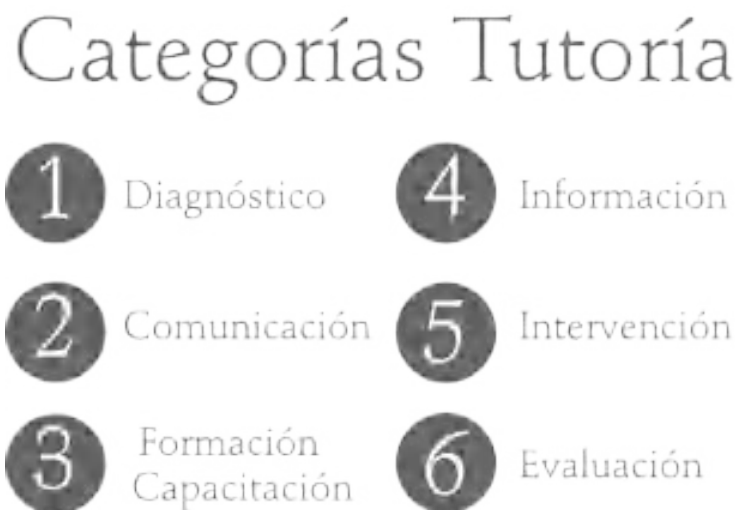 Categorías Tutoría
1 Diagnóstico
2 Comunicación
3 Formación
Capacitación
4 Información
5 Intervención
6 Evaluación